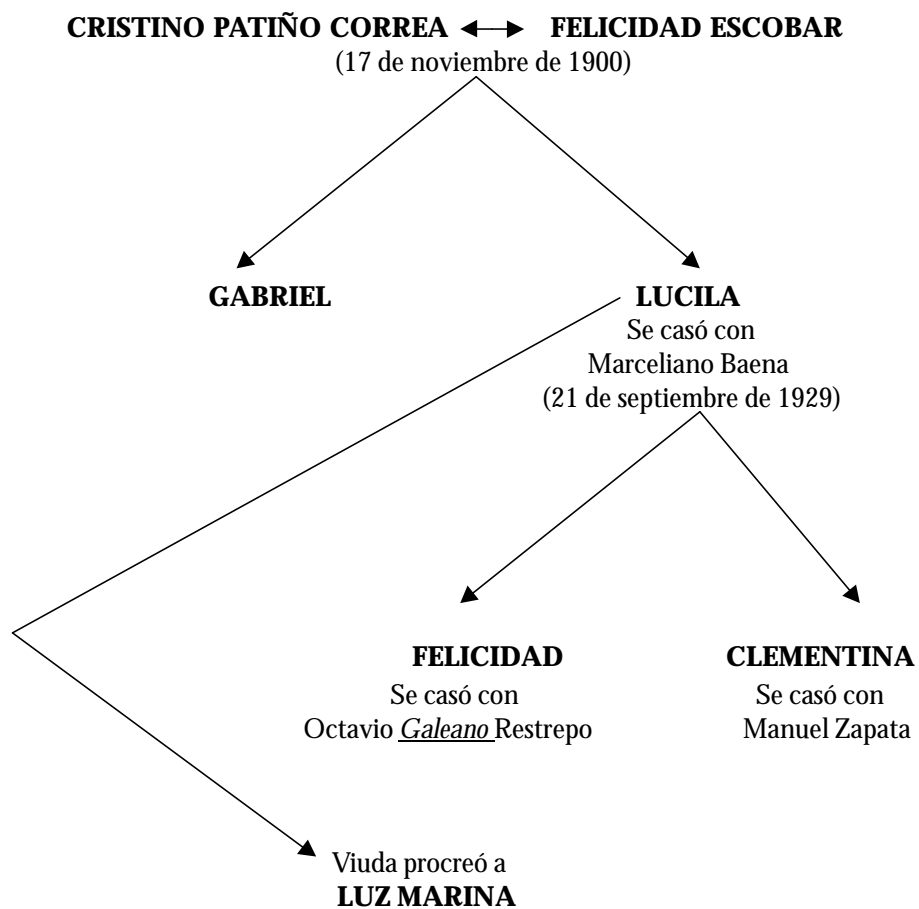 CRISTINO PATIÑO CORREA FELICIDAD ESCOBAR
(17 de noviembre de 1900)
GABRIEL
LUCILA
Se casó con
Marceliano Baena
(21 de septiembre de 1929)
FELICIDAD
Se casó con
Octavio Galeano Restrepo
CLEMENTINA
Se casó con
Manuel Zapata
Viuda procreó a
LUZ MARINA